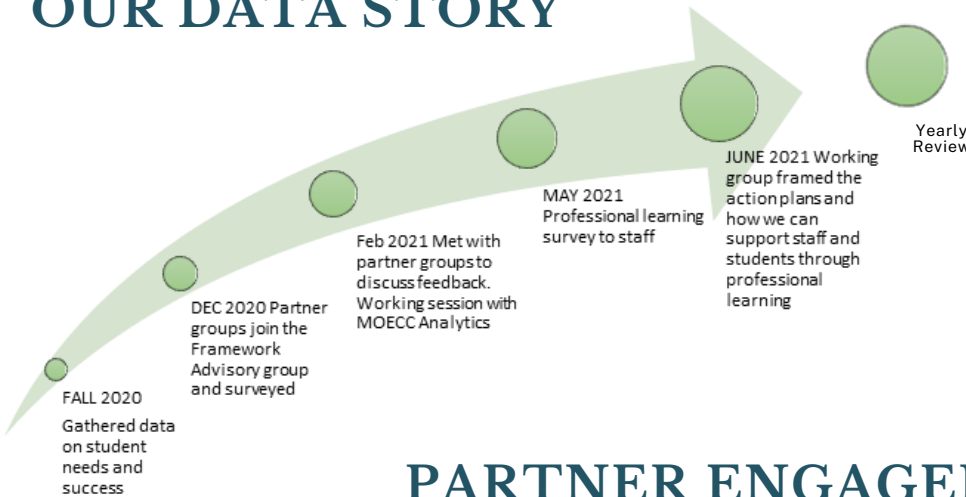 OUR DATA STORY
Yearly
Review
JUNE 2021 Working
group framed the
action plans and
how we can
support staff and
students through
professional
learning
MAY 2021
Professional learning
survey to staff
Feb 2021 Met with
partner groups to
discuss feedback.
Working session with
MOECC Analytics
DEC 2020 Partner
groups join the
Framework
Advisory group
and surveyed
FALL 2020
Gathered data
on student
needs and
success
PARTNER ENGAGE